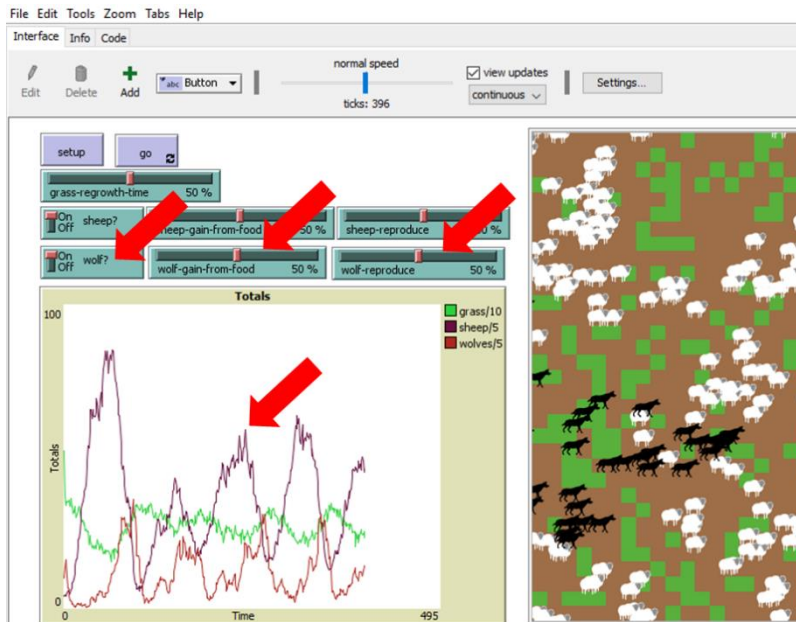 File Edit Tools Zoom Tabs Help
Interface Info Code
Edit Delete Add abc Button normal speed view updates Settings...
ticks: 396 continuous
setup go
grass-regrowth-time 50 %
On Off sheep? sheep-gain-from-food 50 % sheep-reproduce
On Off wolf? wolf-gain-from-food 50 % wolf-reproduce 50 %
Totals
100
grass/10
sheep/5
wolves/5
Totals
0
0 Time 495